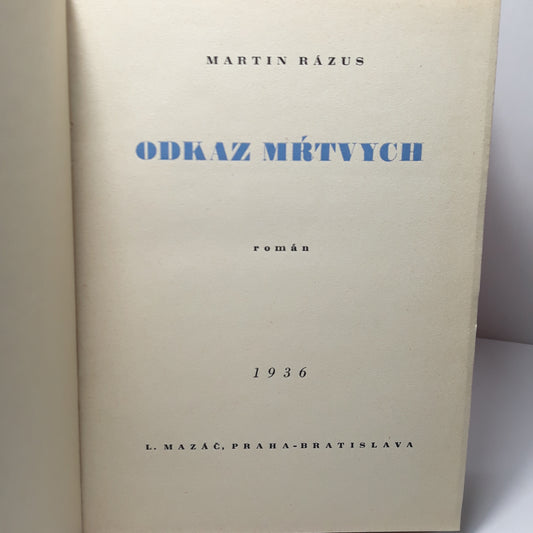 MARTIN RÁZUS
ODKAZ MŔTVYCH
román
1936
L. MAZÁČ, PRAHA-BRATISLAVA